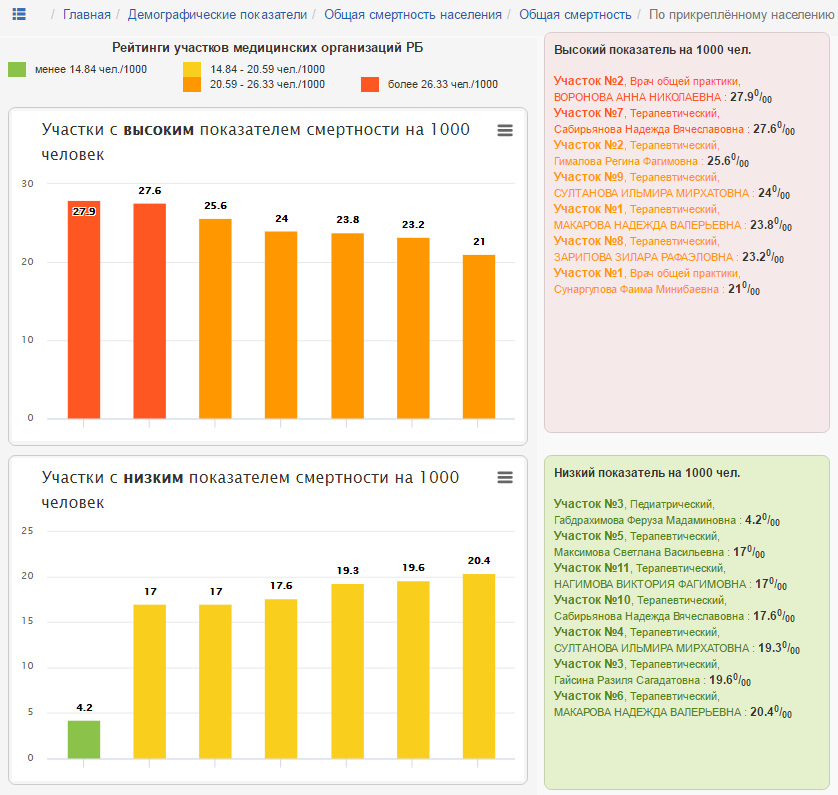 / Главная / Демографические показатели / Общая смертность населения / Общая смертность / По прикреплённому населению
Рейтинги участков медицинских организаций РБ
менее 14.84 чел./1000
14.84 - 20.59 чел./1000
20.59 - 26.33 чел./1000
более 26.33 чел./1000
Участки с высоким показателем смертности на 1000
человек
30
20
10
0
27.9
27.6
25.6
24
23.8
23.2
21
Высокий показатель на 1000 чел.
Участок №2, Врач общей практики,
ВОРОНОВА АННА НИКОЛАЕВНА : 27.90/00
Участок №7, Терапевтический,
Сабирьянова Надежда Вячеславовна : 27.60/00
Участок №2, Терапевтический,
Гималова Регина Фагимовна : 25.60/00
Участок №9, Терапевтический,
СУЛТАНОВА ИЛЬМИРА МИРХАТОВНА : 240/00
Участок №1, Терапевтический,
МАКАРОВА НАДЕЖДА ВАЛЕРЬЕВНА : 23.80/00
Участок №8, Терапевтический,
ЗАРИПОВА ЗИЛАРА РАФАЭЛОВНА : 23.20/00
Участок №1, Врач общей практики,
Сунаргулова Фаима Минибаевна : 210/00
Участки с низким показателем смертности на 1000
человек
25
20
15
10
5
0
4.2
17
17
17.6
19.3
19.6
20.4
Низкий показатель на 1000 чел.
Участок №3, Педиатрический,
Габдрахимова Феруза Мадаминовна : 4.20/00
Участок №5, Терапевтический,
Максимова Светлана Васильевна : 170/00
Участок №11, Терапевтический,
НАГИМОВА ВИКТОРИЯ ФАГИМОВНА : 170/00
Участок №10, Терапевтический,
Сабирьянова Надежда Вячеславовна : 17.60/00
Участок №4, Терапевтический,
СУЛТАНОВА ИЛЬМИРА МИРХАТОВНА : 19.30/00
Участок №3, Терапевтический,
Гайсина Разиля Сагадатовна : 19.60/00
Участок №6, Терапевтический,
МАКАРОВА НАДЕЖДА ВАЛЕРЬЕВНА : 20.40/00